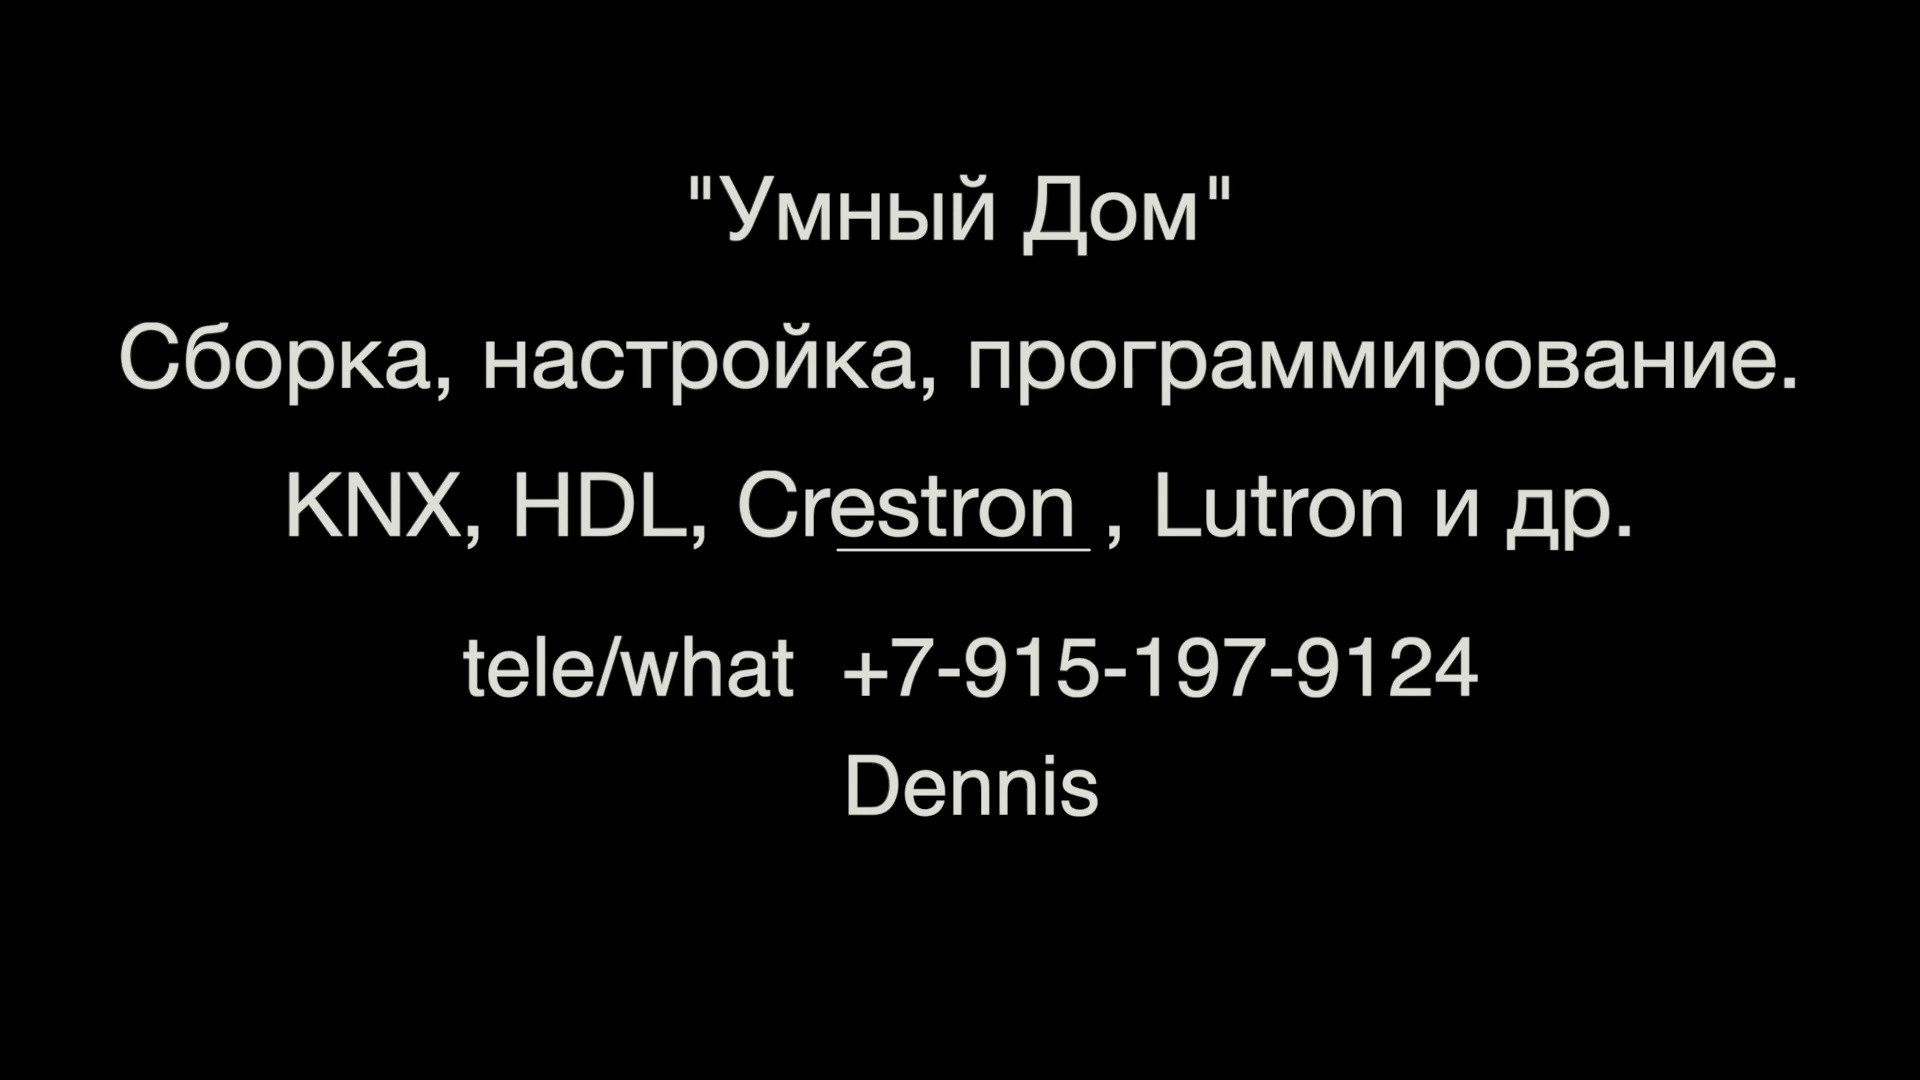 "Умный Дом"
Сборка, настройка, программирование.
KNX, HDL, Crestron , Lutron и др.
tele/what +7-915-197-9124
Dennis